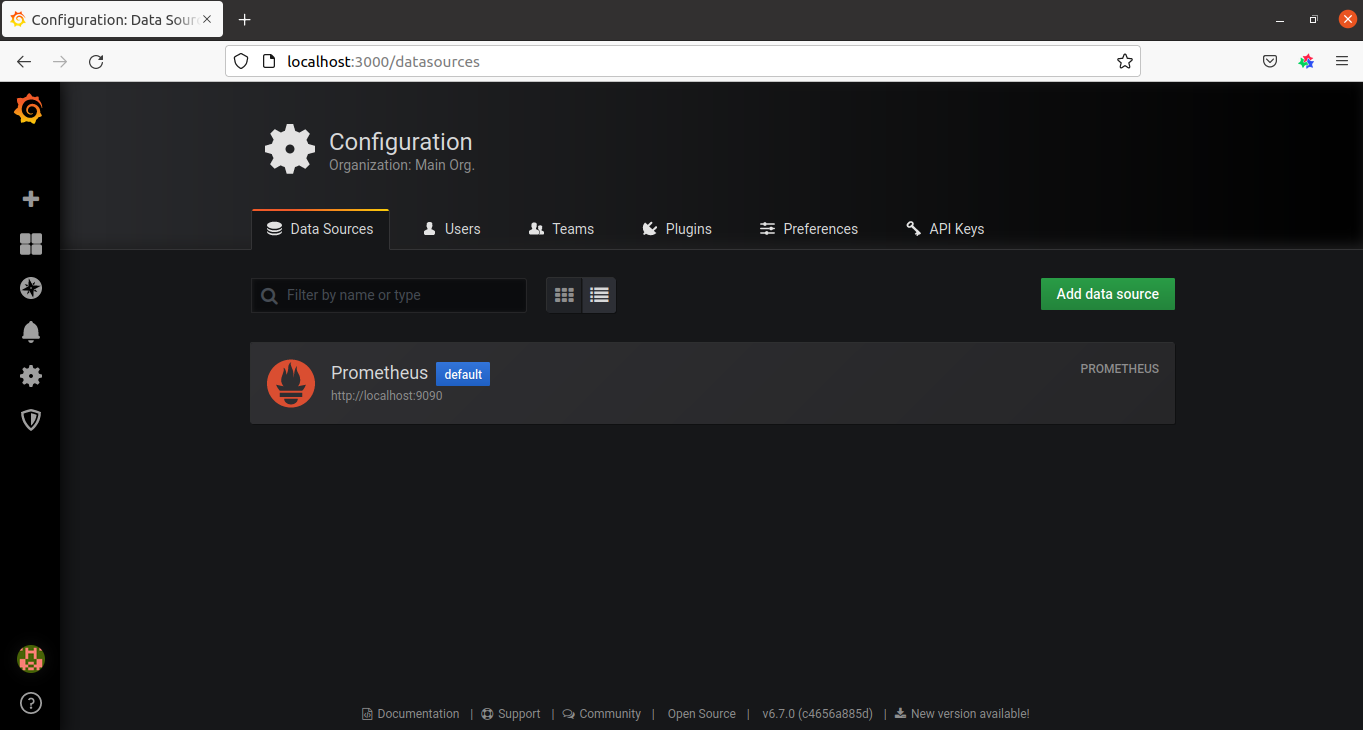 Configuration: Data Sour
localhost:3000/datasources
Configuration
Organization: Main Org.
Data Sources
Users
Teams
Plugins
Preferences
API Keys
Filter by name or type
Add data source
Prometheus default
PROMETHEUS
http://localhost:9090
Documentation | Support | Community | Open Source | v6.7.0 (c4656a885d) | New version available!